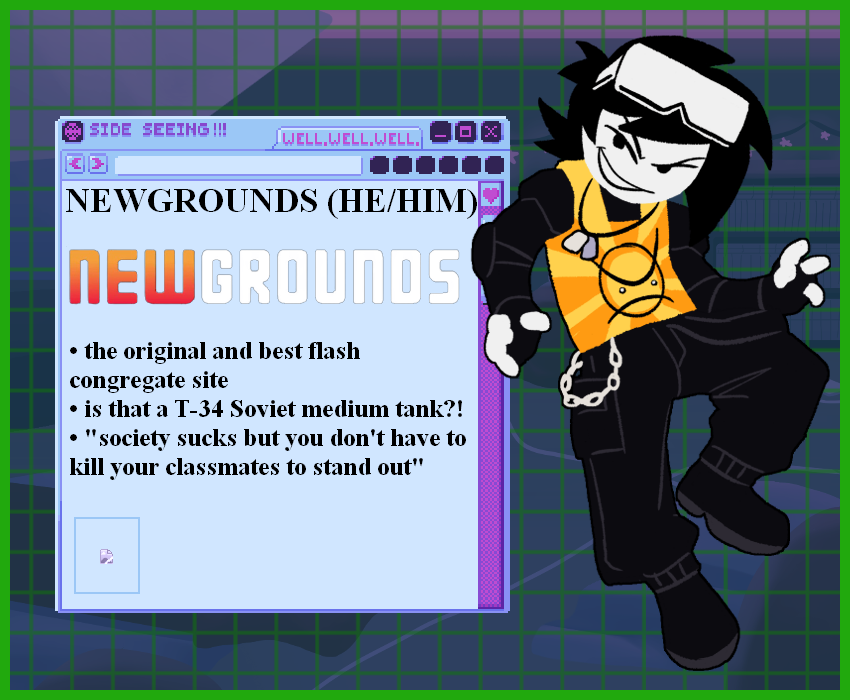 SIDE SEEING!!!
WELL.WELL.WELL.
NEWGROUNDS (HE/HIM)
NEWGROUNDS
• the original and best flash
congregate site
• is that a T-34 Soviet medium tank?!
• "society sucks but you don't have to
kill your classmates to stand out"